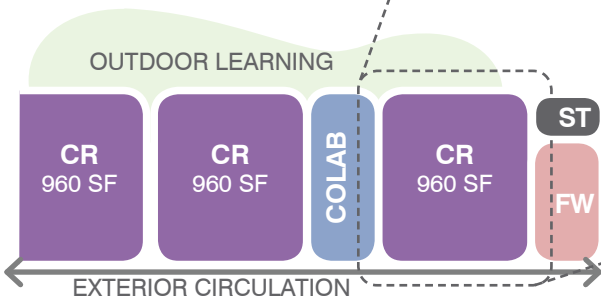 OUTDOOR LEARNING
CR
960 SF
CR
960 SF
COLAB
CR
960 SF
ST
FW
EXTERIOR CIRCULATION